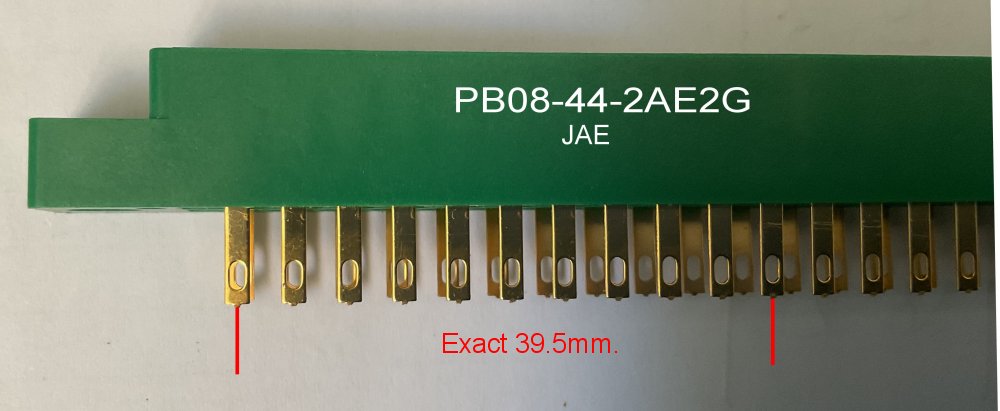 PB08-44-2AE2G
JAE
Exact 39.5mm.